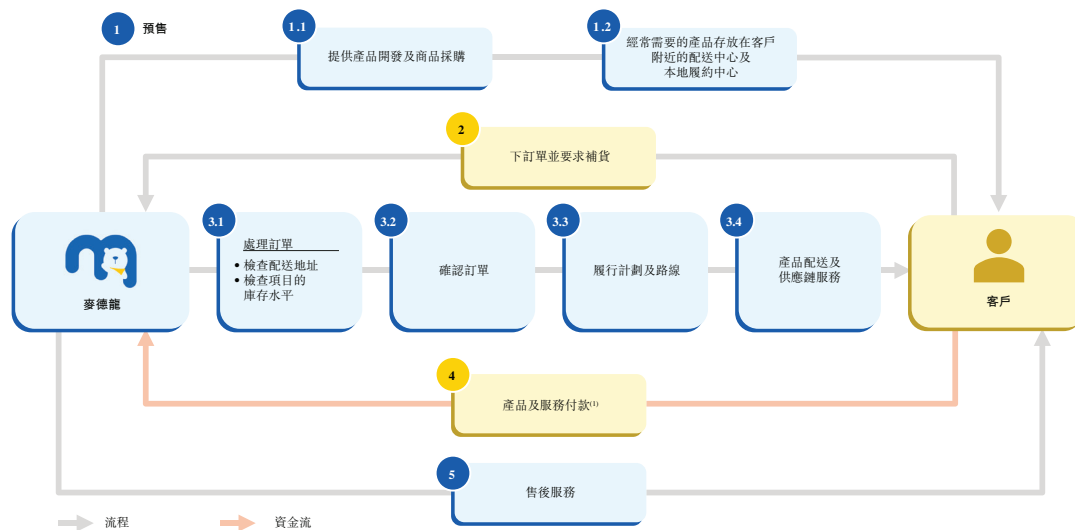 1 預售
1.1
提供產品開發及商品採購
1.2
經常需要的產品存放在客戶
附近的配送中心及
本地履約中心
2
下訂單並要求補貨
麥德龍
3.1
處理訂單
• 檢查配送地址
• 檢查項目的
庫存水平
3.2
確認訂單
3.3
履行計劃及路線
3.4
產品配送及
供應鏈服務
客戶
4
產品及服務付款(1)
5
售後服務
流程
資金流